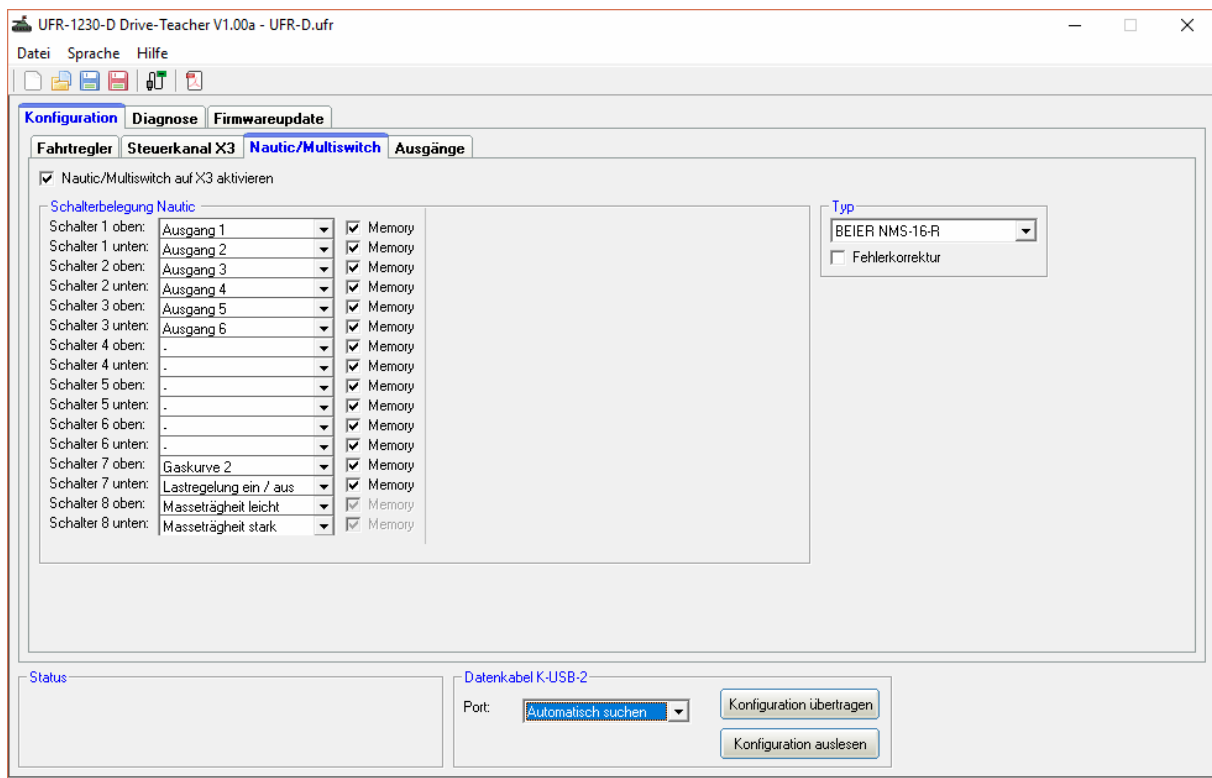 UFR-1230-D Drive-Teacher V1.00a - UFR-D.ufr
Datei Sprache Hilfe
Konfiguration Diagnose Firmwareupdate
Fahrtregler Steuerkanal X3 Nautic/Multiswitch Ausgänge
Nautic/Multiswitch auf X3 aktivieren
Schalterbelegung Nautic
Schalter 1 oben: Ausgang 1 Memory
Schalter 1 unten: Ausgang 2 Memory
Schalter 2 oben: Ausgang 3 Memory
Schalter 2 unten: Ausgang 4 Memory
Schalter 3 oben: Ausgang 5 Memory
Schalter 3 unten: Ausgang 6 Memory
Schalter 4 oben: - Memory
Schalter 4 unten: - Memory
Schalter 5 oben: - Memory
Schalter 5 unten: - Memory
Schalter 6 oben: - Memory
Schalter 6 unten: - Memory
Schalter 7 oben: Gaskurve 2 Memory
Schalter 7 unten: Lastregelung ein / aus Memory
Schalter 8 oben: Masseträgheit leicht Memory
Schalter 8 unten: Masseträgheit stark Memory
Typ
BEIER NMS-16-R
Fehlerkorrektur
Status
Datenkabel K-USB-2
Port: Automatisch suchen
Konfiguration übertragen
Konfiguration auslesen